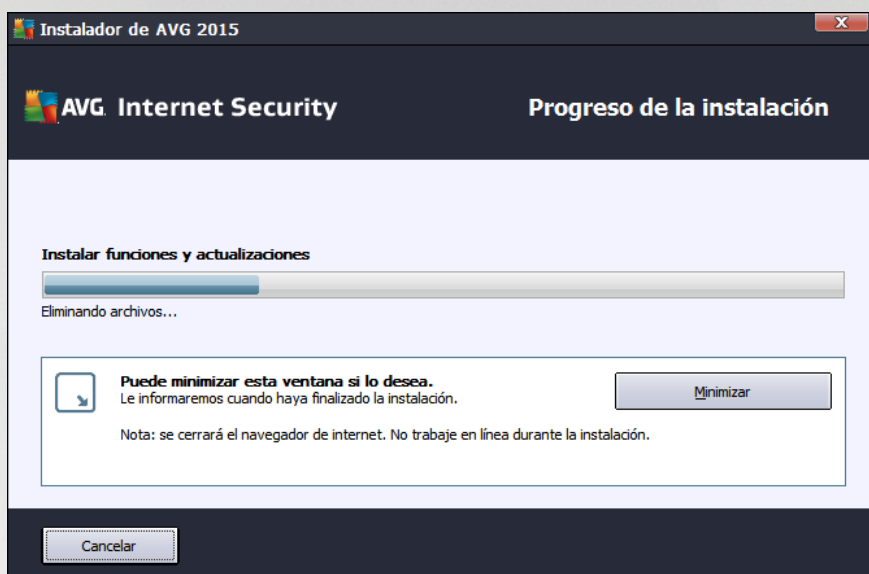 Instalador de AVG 2015
AVG Internet Security
Progreso de la instalación
Instalar funciones y actualizaciones
Eliminando archivos...
Puede minimizar esta ventana si lo desea.
Le informaremos cuando haya finalizado la instalación.
Minimizar
Nota: se cerrará el navegador de internet. No trabaje en línea durante la instalación.
Cancelar